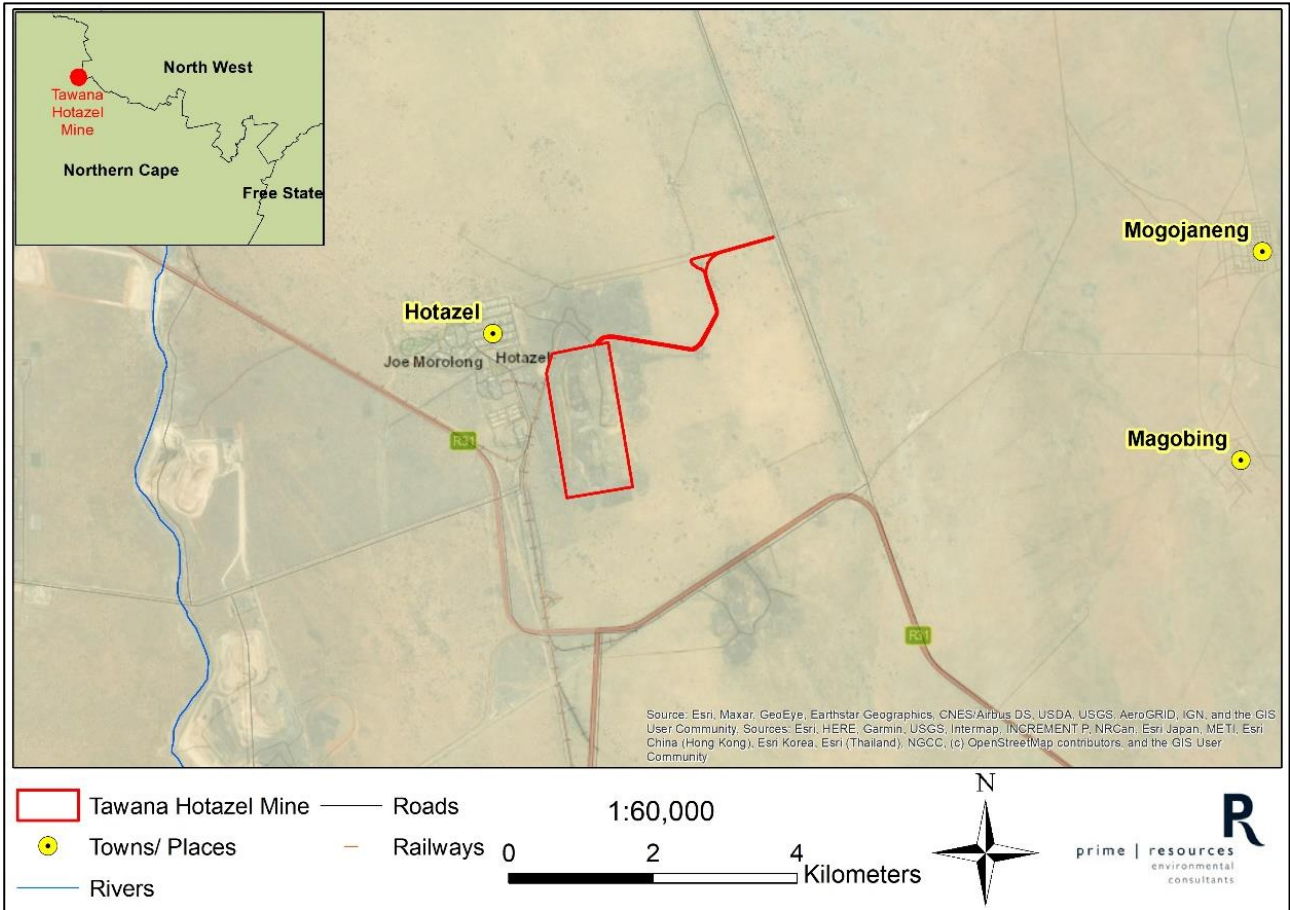 North West
Tawana
Hotazel
Mine
Northern Cape
Free State
Mogojaneng
Hotazel
Joe Morolong
Hotazel
R31
Magobing
R31
Source: Esri, Maxar, GeoEye, Earthstar Geographics, CNES/Airbus DS, USDA, USGS, AeroGRID, IGN, and the GIS
User Community, Sources: Esri, HERE, Garmin, USGS, Intermap, INCREMENT P, NRCan, Esri Japan, METI, Esri
China (Hong Kong), Esri Korea, Esri (Thailand), NGCC, (c) OpenStreetMap contributors, and the GIS User
Community
Tawana Hotazel Mine
Roads
Towns/ Places
Railways
Rivers
1:60,000
0 2 4
Kilometers
N
R
prime | resources
environmental
consultants